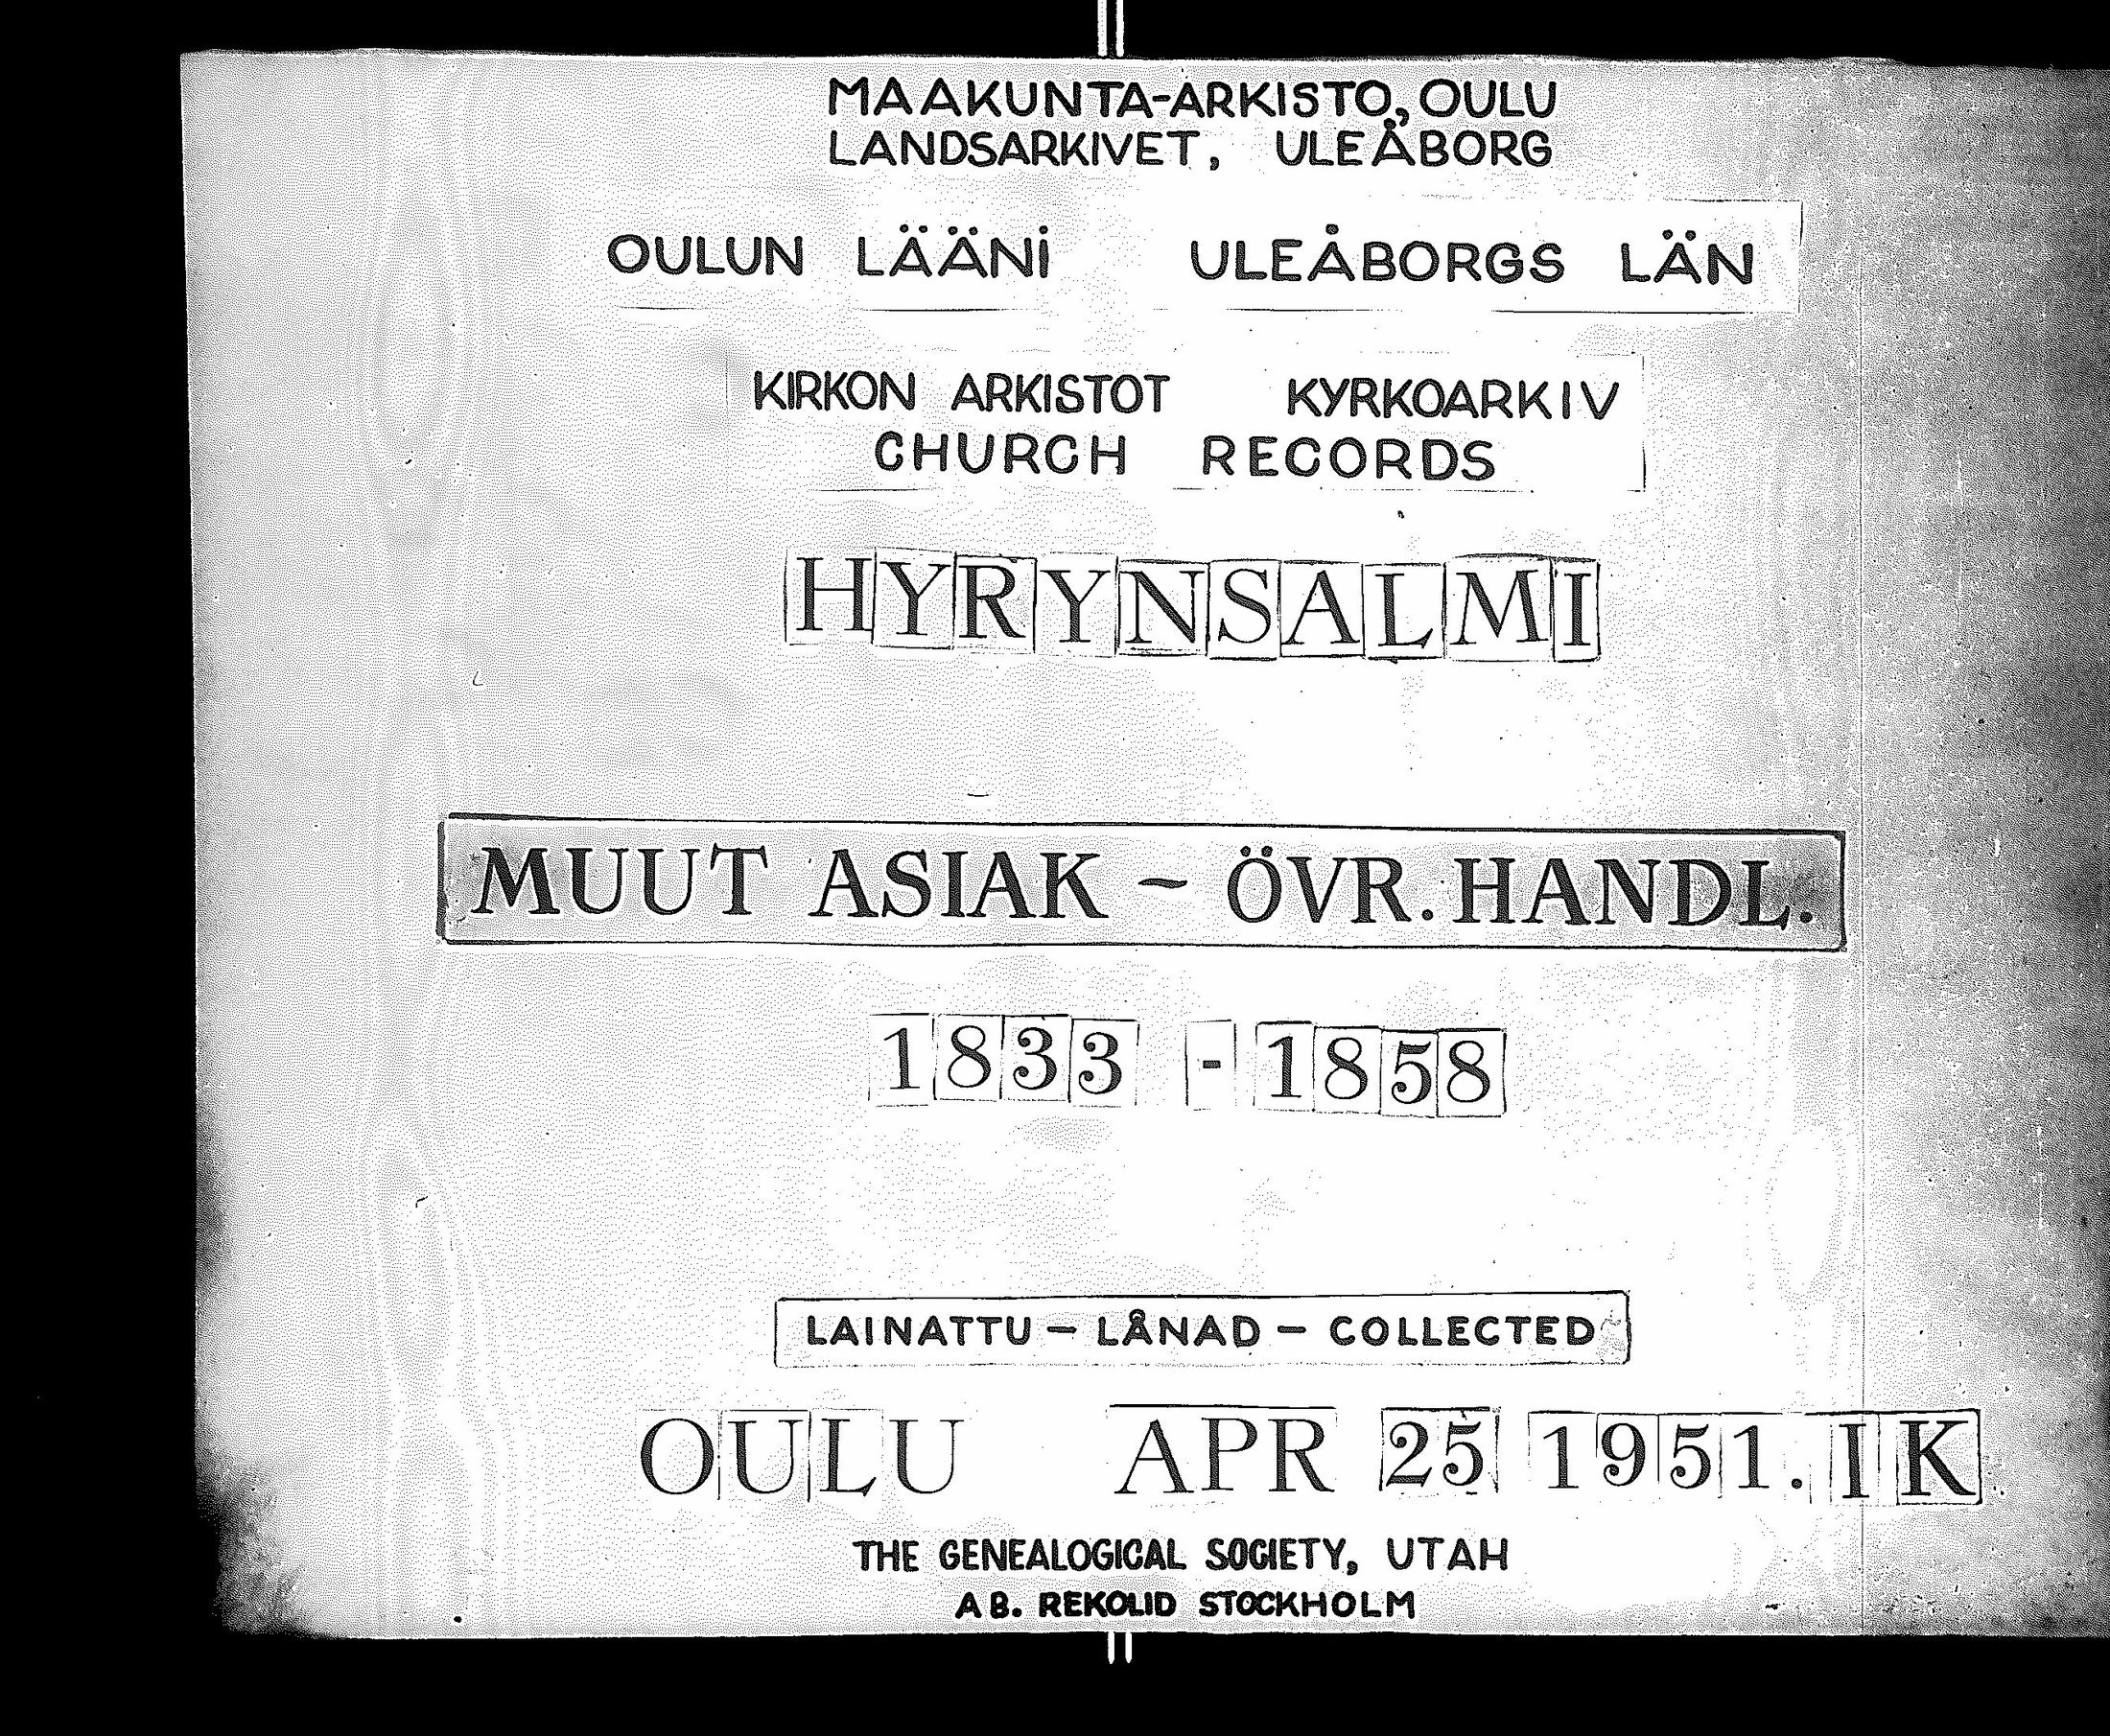 MAAKUNTA-ARKISTO, OULU
LANDSARKIVET, ULEÅBORG
OULUN LÄÄNI ULEÅBORGS LÄN
KIRKON ARKISTOT KYRKOARKIV
CHURCH RECORDS
HYRYNSALMI
MUUT ASIAK ~ ÖVR. HANDL.
1833 - 1858
LAINATTU - LÅNAD - COLLECTED
OULU APR 25 1951. IK
THE GENEALOGICAL SOCIETY, UTAH
AB. REKOLID STOCKHOLM